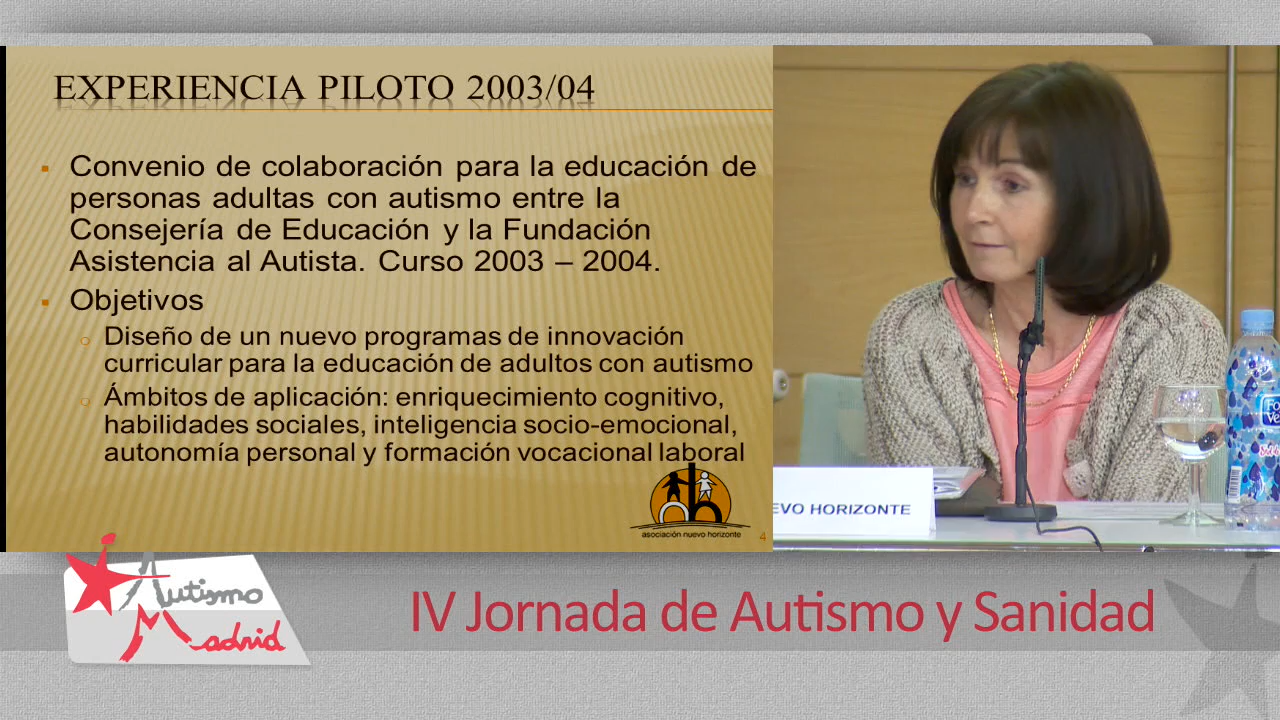 EXPERIENCIA PILOTO 2003/04
Convenio de colaboración para la educación de
personas adultas con autismo entre la
Consejería de Educación y la Fundación
Asistencia al Autista. Curso 2003 – 2004.
Objetivos
Diseño de un nuevo programas de innovación
curricular para la educación de adultos con autismo
Ámbitos de aplicación: enriquecimiento cognitivo,
habilidades sociales, inteligencia socio-emocional,
autonomía personal y formación vocacional laboral
asociación nuevo horizonte
4
EVO HORIZONTE
Autismo
Madrid
IV Jornada de Autismo y Sanidad